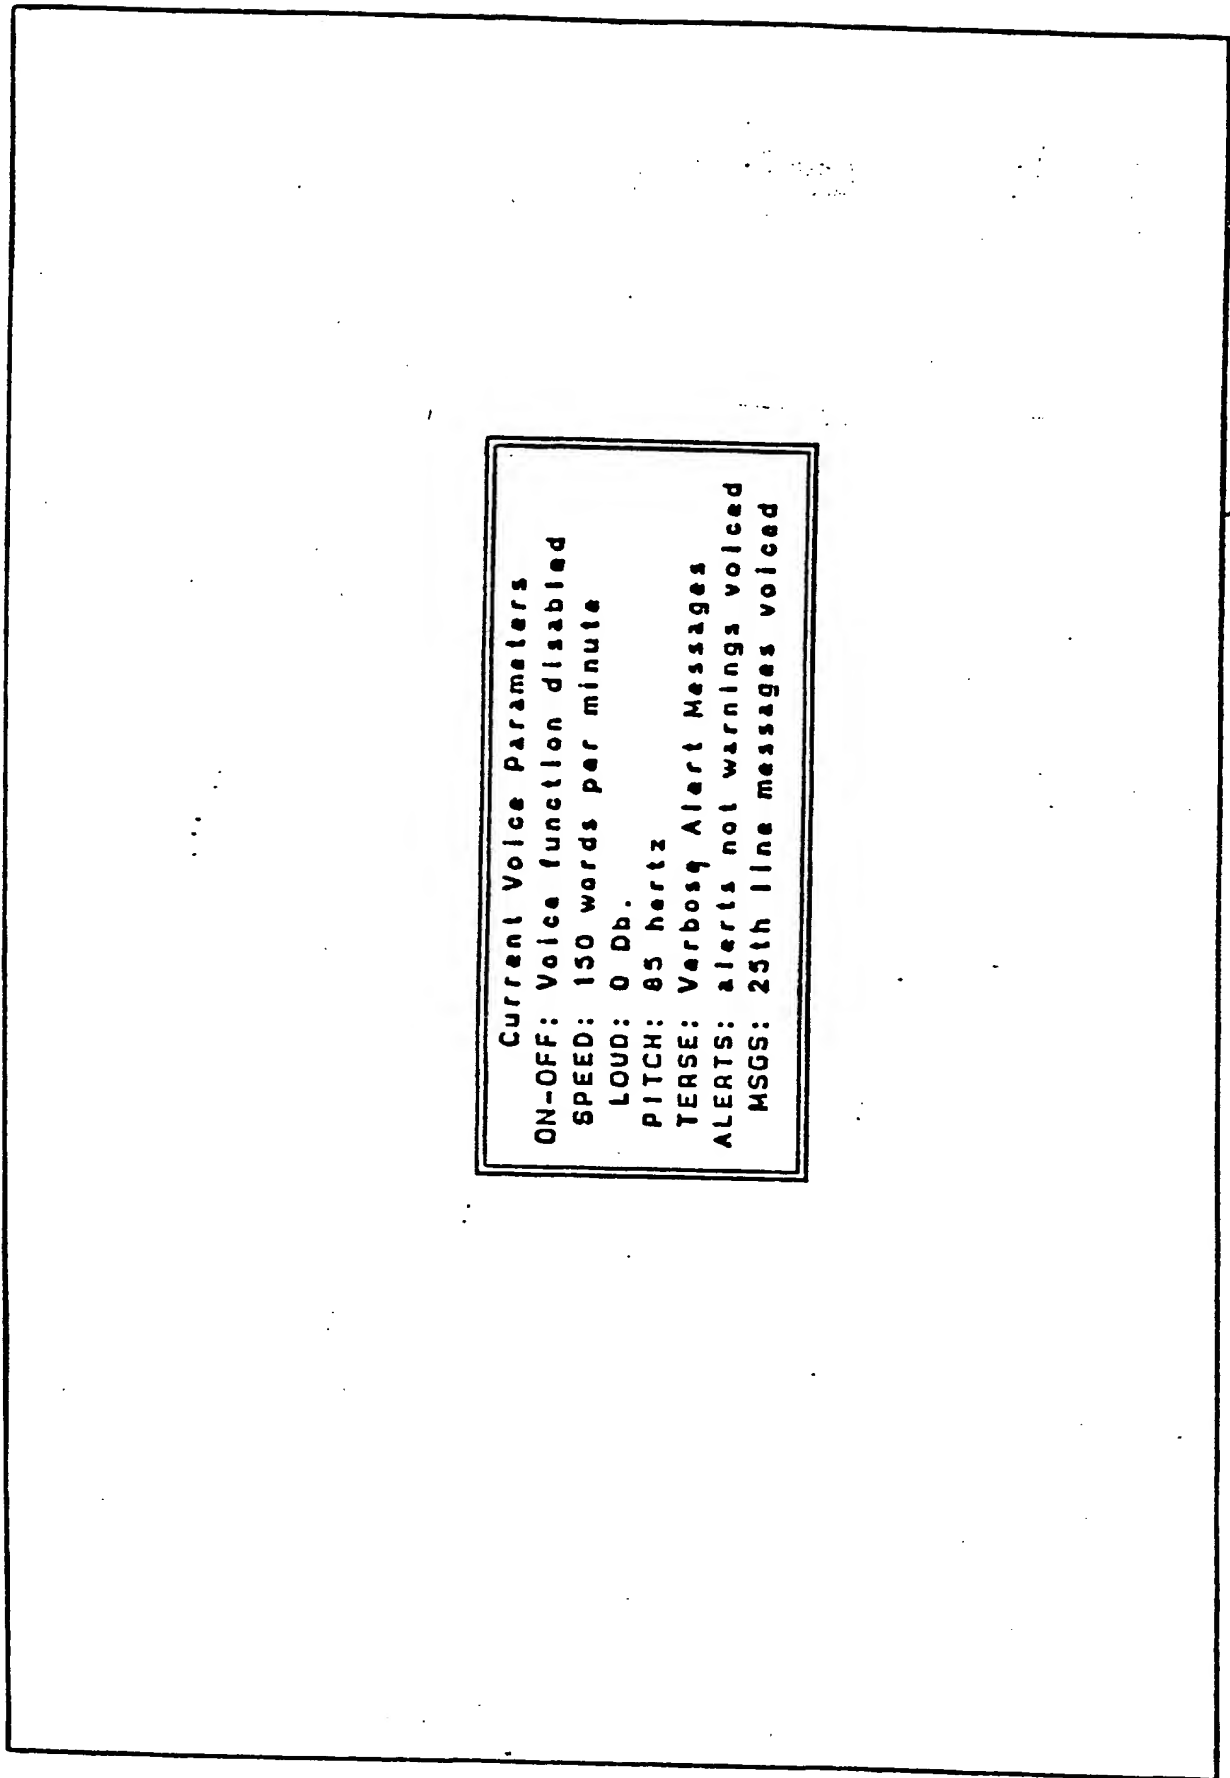 Current Voice Parameters
ON-OFF: Voice function disabled
SPEED: 150 words per minute
LOUD: 0 Db.
PITCH: 85 hertz
TERSE: Verbose Alert Messages
ALERTS: alerts not warnings voiced
MSGS: 25th line messages voiced